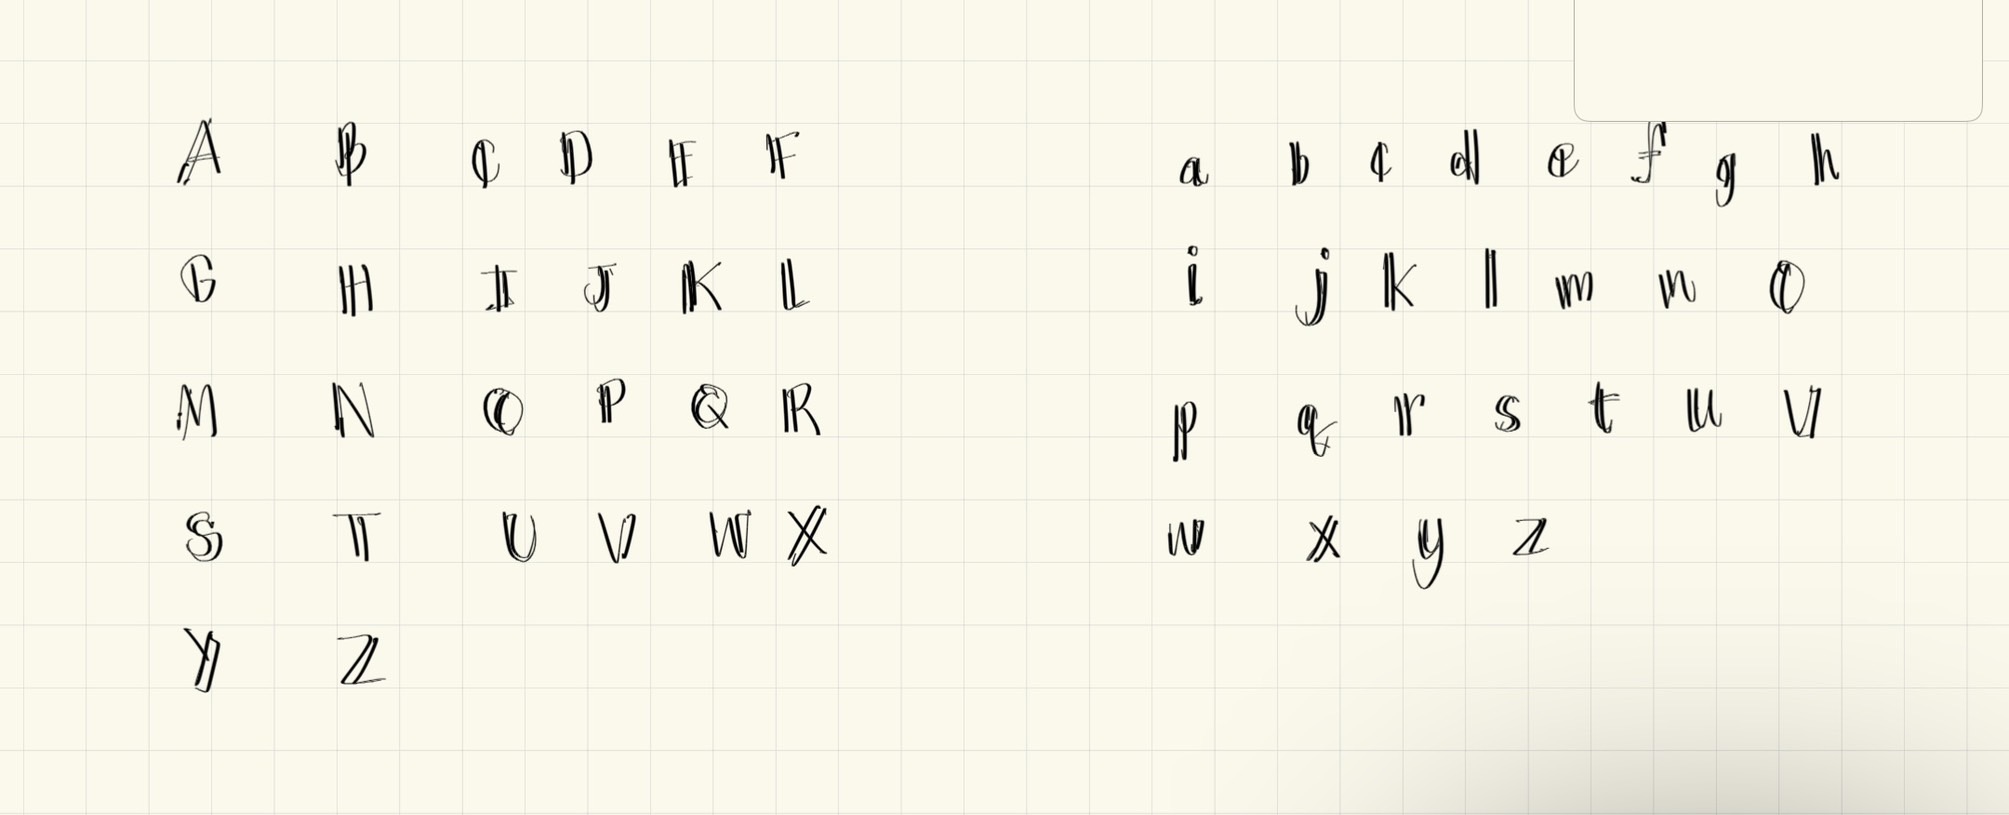 A B C D E F
G H I J K L
M N O P Q R
S T U V W X
Y Z
a b c d e f g h
i j k l m n o
p q r s t u v
w x y z